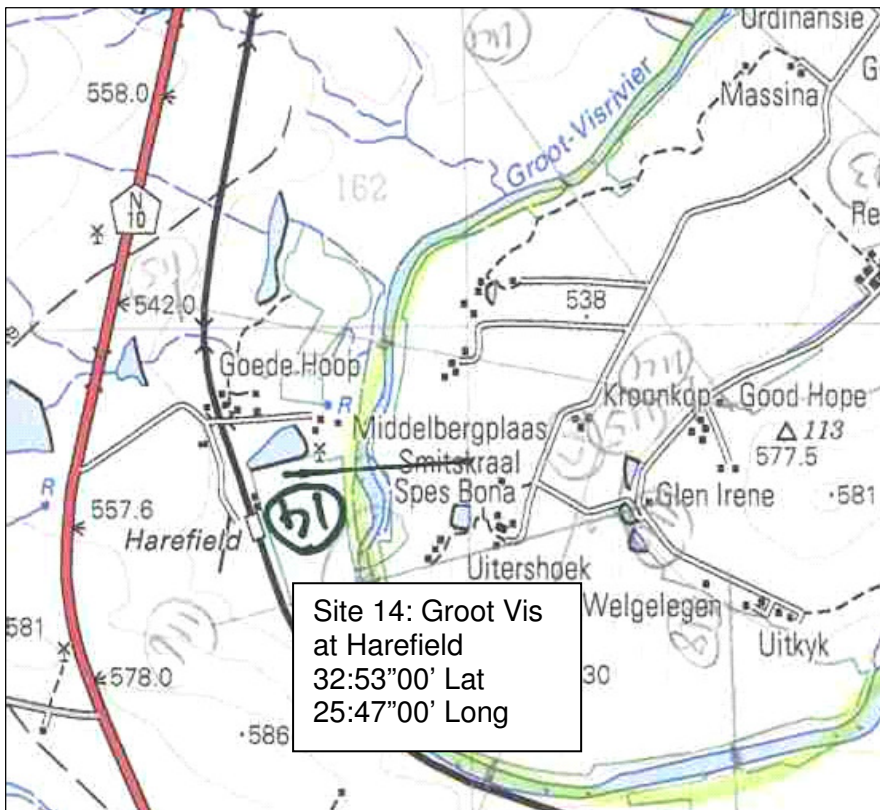 Ordinansie
558.0
Massina
G
Groot-Visrivier
162
N
10
Re
538
542.0
Goede Hoop
R
Kroonkop
Good Hope
113
577.5
Middelbergplaas
Smitskraal
Spes Bona
581
Glen Irene
R
557.6
14
Harefield
Uitershoek
Welgelegen
Uitkyk
581
578.0
30
586
Site 14: Groot Vis
at Harefield
32:53”00’ Lat
25:47”00’ Long